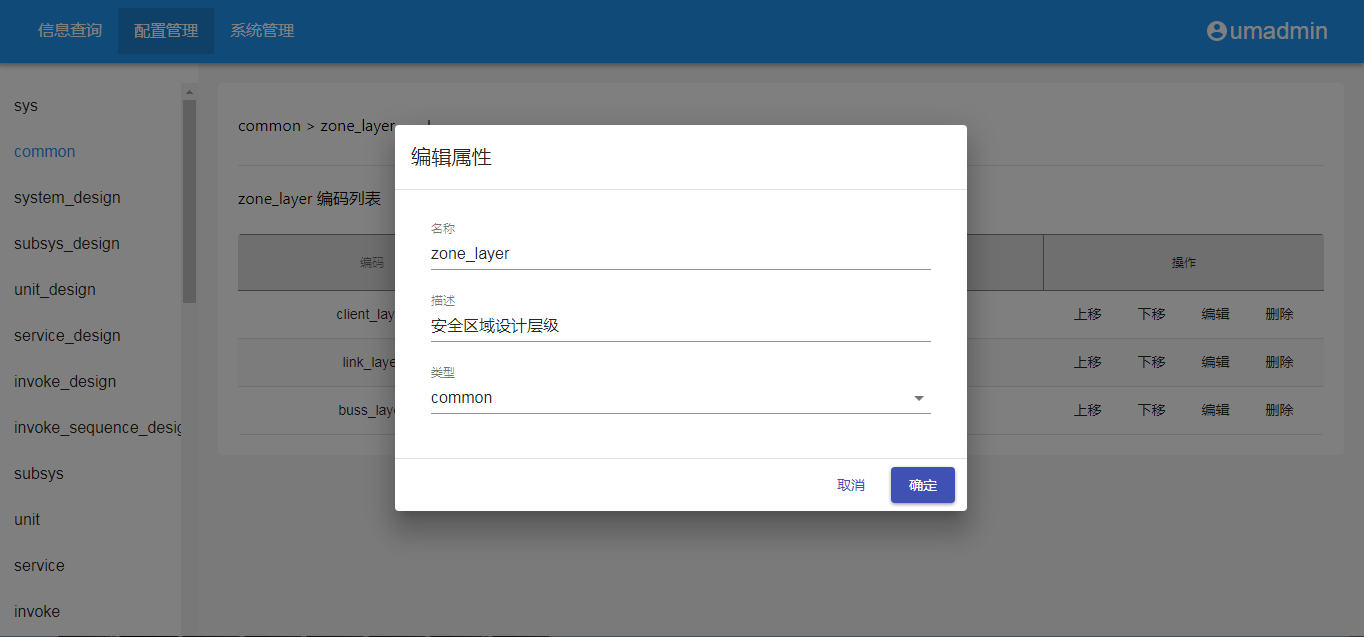 信息查询 配置管理 系统管理 umadmin
sys
common
system_design
subsys_design
unit_design
service_design
invoke_design
invoke_sequence_desig
subsys
unit
service
invoke
common > zone_layer
zone_layer 编码列表
编码 操作
client_lay 上移 下移 编辑 删除
link_laye 上移 下移 编辑 删除
buss_lay 上移 下移 编辑 删除
编辑属性
名称
zone_layer
描述
安全区域设计层级
类型
common
取消 确定